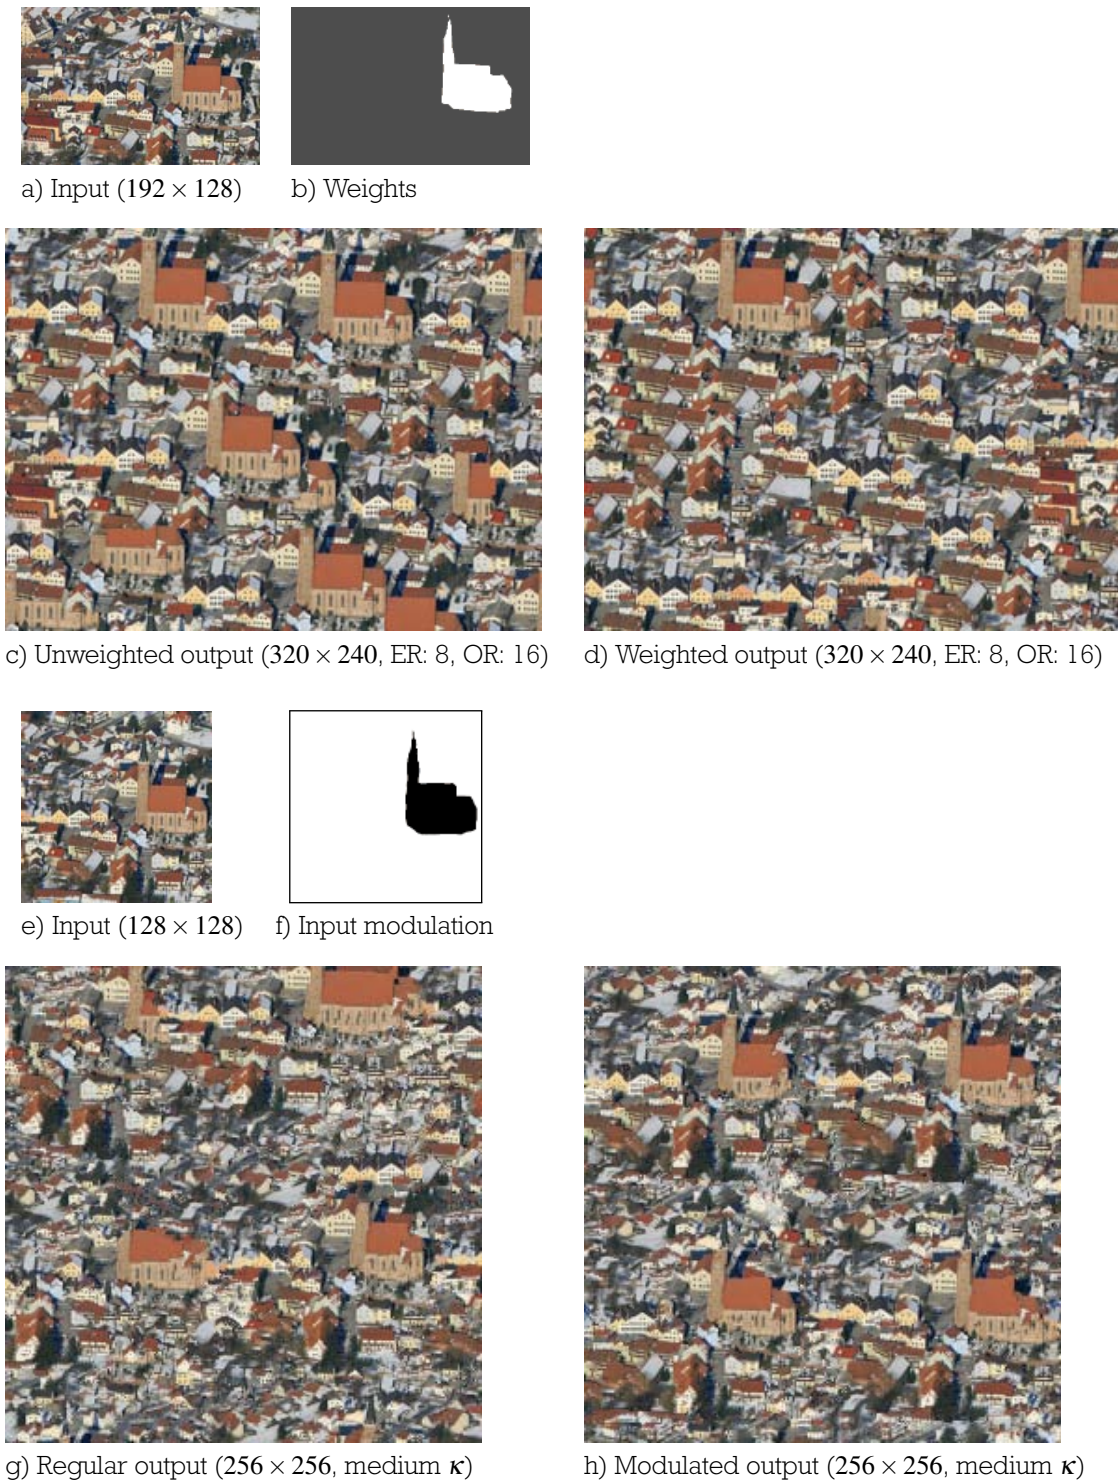 a) Input (192 × 128)
b) Weights
c) Unweighted output (320 × 240, ER: 8, OR: 16)
d) Weighted output (320 × 240, ER: 8, OR: 16)
e) Input (128 × 128)
f) Input modulation
g) Regular output (256 × 256, medium κ)
h) Modulated output (256 × 256, medium κ)